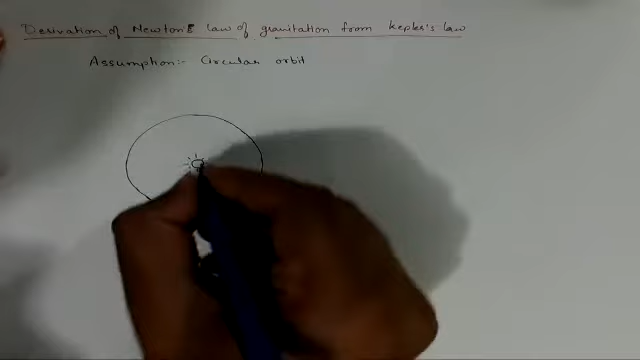 Derivation of Newton's law of gravitation from Kepler's law
Assumption:- Circular orbit